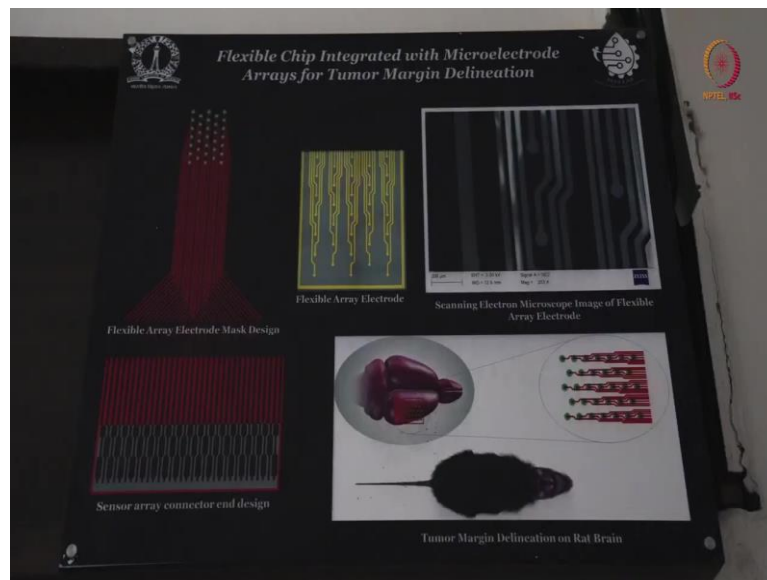 Flexible Chip Integrated with Microelectrode
Arrays for Tumor Margin Delineation
NPTEL IISc
Flexible Array Electrode Mask Design
Flexible Array Electrode
Scanning Electron Microscope Image of Flexible
Array Electrode
Sensor array connector end design
Tumor Margin Delineation on Rat Brain